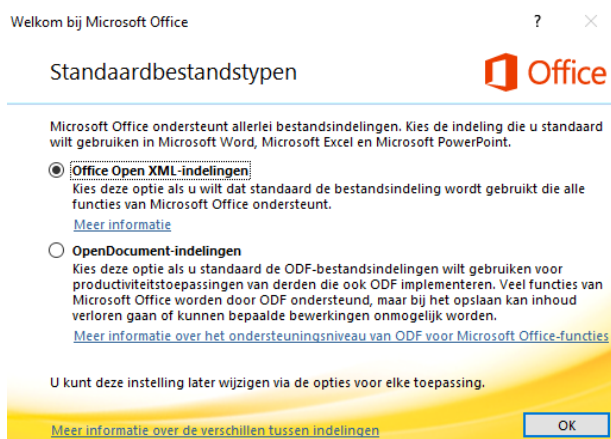 Welkom bij Microsoft Office ?
Standaardbestandstypen
Office
Microsoft Office ondersteunt allerlei bestandsindelingen. Kies de indeling die u standaard
wilt gebruiken in Microsoft Word, Microsoft Excel en Microsoft PowerPoint.
Office Open XML-indelingen
Kies deze optie als u wilt dat standaard de bestandsindeling wordt gebruikt die alle
functies van Microsoft Office ondersteunt.
Meer informatie
OpenDocument-indelingen
Kies deze optie als u standaard de ODF-bestandsindelingen wilt gebruiken voor
productiviteitstoepassingen van derden die ook ODF implementeren. Veel functies van
Microsoft Office worden door ODF ondersteund, maar bij het opslaan kan inhoud
verloren gaan of kunnen bepaalde bewerkingen onmogelijk worden.
Meer informatie over het ondersteuningsniveau van ODF voor Microsoft Office-functies
U kunt deze instelling later wijzigen via de opties voor elke toepassing.
Meer informatie over de verschillen tussen indelingen
OK